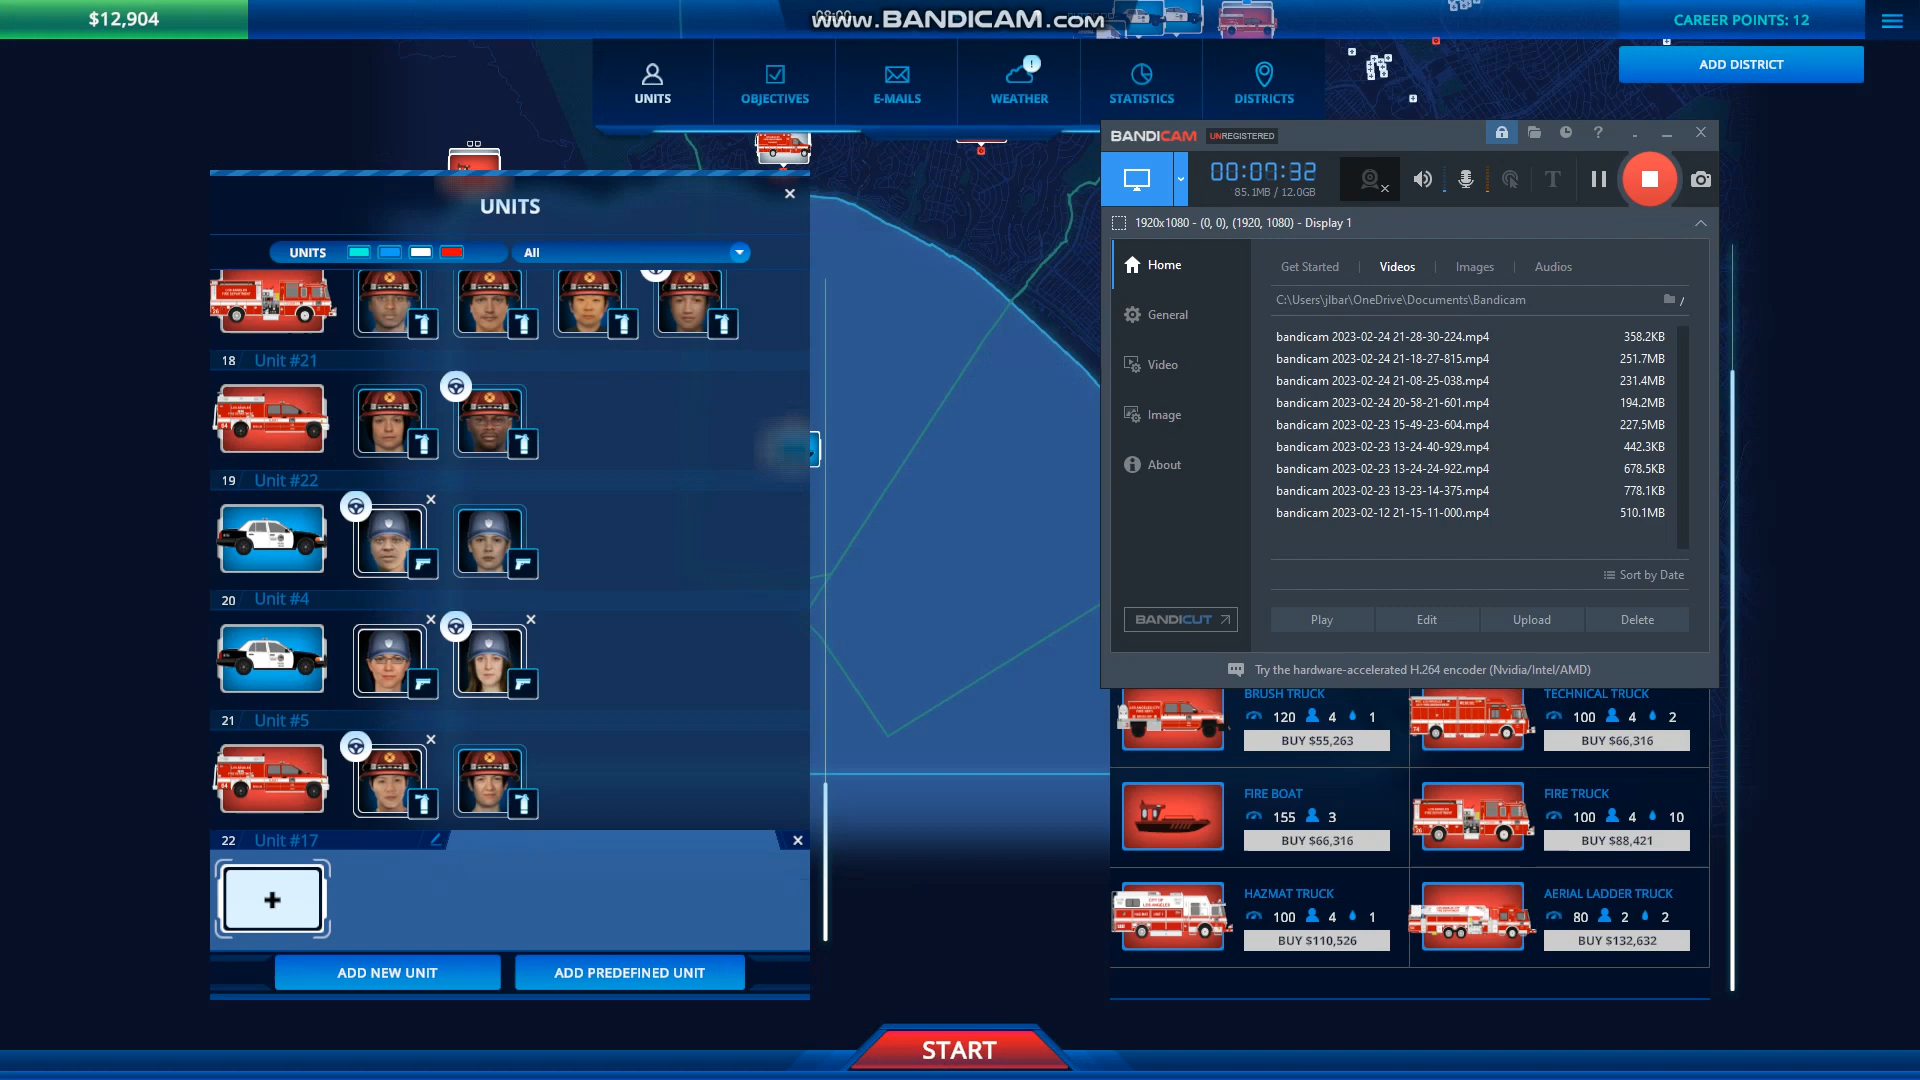 $12,904
www.BANDICAM.com
CAREER POINTS: 12
ADD DISTRICT
UNITS
OBJECTIVES
E-MAILS
WEATHER
STATISTICS
DISTRICTS
BANDICAM UNREGISTERED
00:07:32
85.1MB / 12.0GB
1920x1080 - (0, 0), (1920, 1080) - Display 1
Home
General
Video
Image
About
BANDICUT
Get Started
Videos
Images
Audios
C:\Users\jlbar\OneDrive\Documents\Bandicam
bandicam 2023-02-24 21-28-30-224.mp4 358.2KB
bandicam 2023-02-24 21-18-27-815.mp4 251.7MB
bandicam 2023-02-24 21-08-25-038.mp4 231.4MB
bandicam 2023-02-24 20-58-21-601.mp4 194.2MB
bandicam 2023-02-23 15-49-23-604.mp4 227.5MB
bandicam 2023-02-23 13-24-40-929.mp4 442.3KB
bandicam 2023-02-23 13-24-24-922.mp4 678.5KB
bandicam 2023-02-23 13-23-14-375.mp4 778.1KB
bandicam 2023-02-12 21-15-11-000.mp4 510.1MB
Sort by Date
Play
Edit
Upload
Delete
Try the hardware-accelerated H.264 encoder (Nvidia/Intel/AMD)
UNITS
UNITS
All
18 Unit #21
19 Unit #22
20 Unit #4
21 Unit #5
22 Unit #17
ADD NEW UNIT
ADD PREDEFINED UNIT
BRUSH TRUCK
120 4 1
BUY $55,263
TECHNICAL TRUCK
100 4 2
BUY $66,316
FIRE BOAT
155 3
BUY $66,316
FIRE TRUCK
100 4 10
BUY $88,421
HAZMAT TRUCK
100 4 1
BUY $110,526
AERIAL LADDER TRUCK
80 2 2
BUY $132,632
START